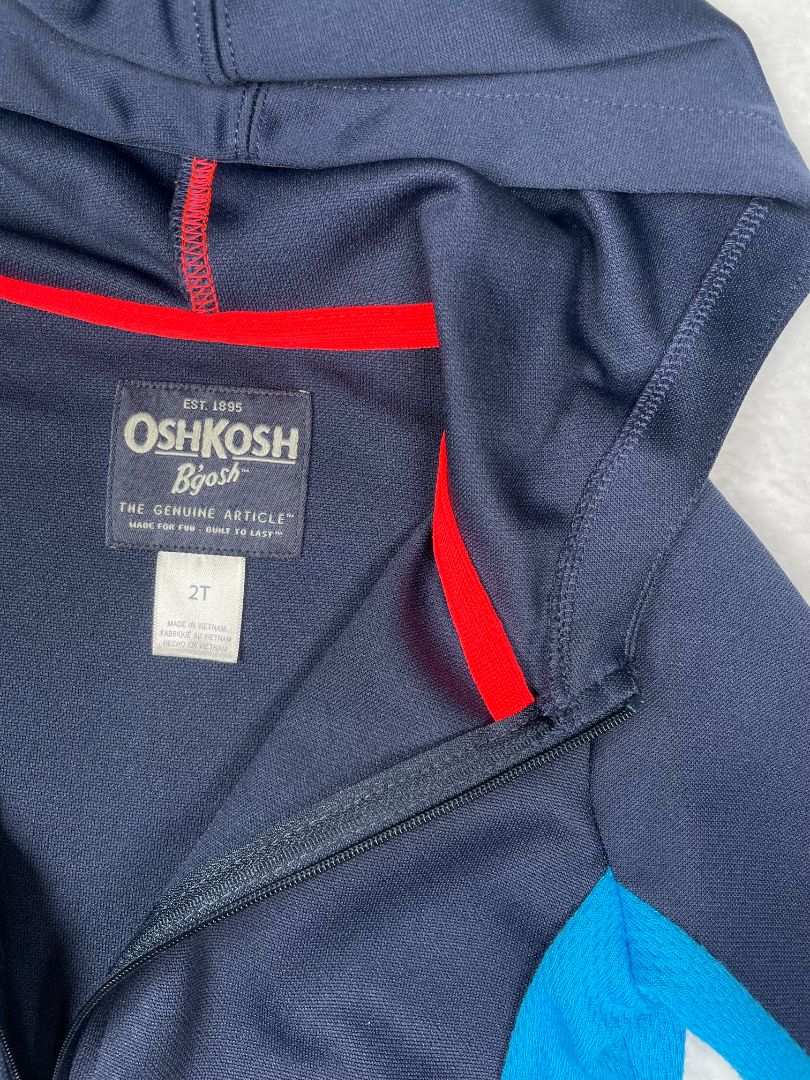 EST. 1895
OSHKOSH
B'gosh™
THE GENUINE ARTICLE™
MADE FOR FUN - BUILT TO LAST™
2T
MADE IN VIETNAM
FABRIQUÉ AU VIETNAM
HECHO EN VIETNAM